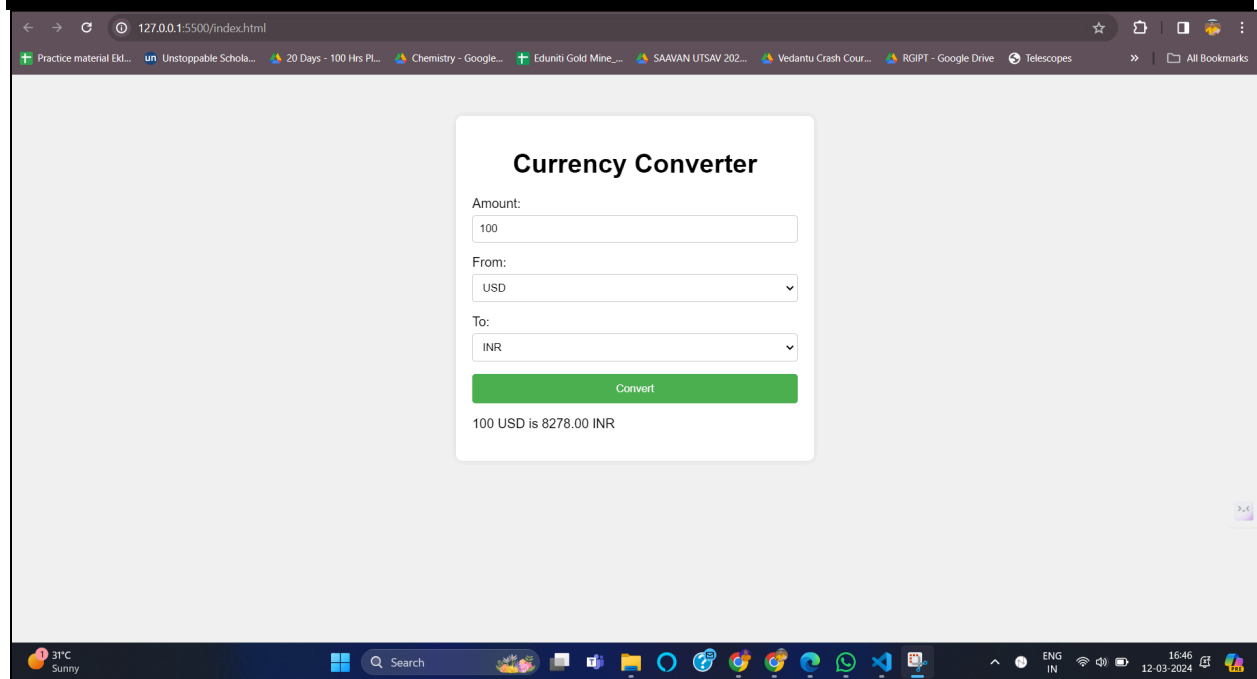 127.0.0.1:5500/index.html
Practice material Ekl... un Unstoppable Schola... 20 Days - 100 Hrs Pl... Chemistry - Google... Eduniti Gold Mine_... SAAVAN UTSAV 202... Vedantu Crash Cour... RGIPT - Google Drive Telescopes » All Bookmarks
Currency Converter
Amount:
100
From:
USD
To:
INR
Convert
100 USD is 8278.00 INR
1 31°C
Sunny
Search
ENG
IN
16:46
12-03-2024
PRE